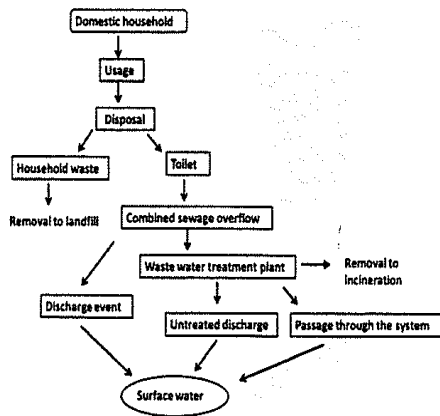 Domestic household
Usage
Disposal
Household waste
Toilet
Removal to landfill
Combined sewage overflow
Waste water treatment plant
Removal to
incineration
Discharge event
Untreated discharge
Passage through the system
Surface water